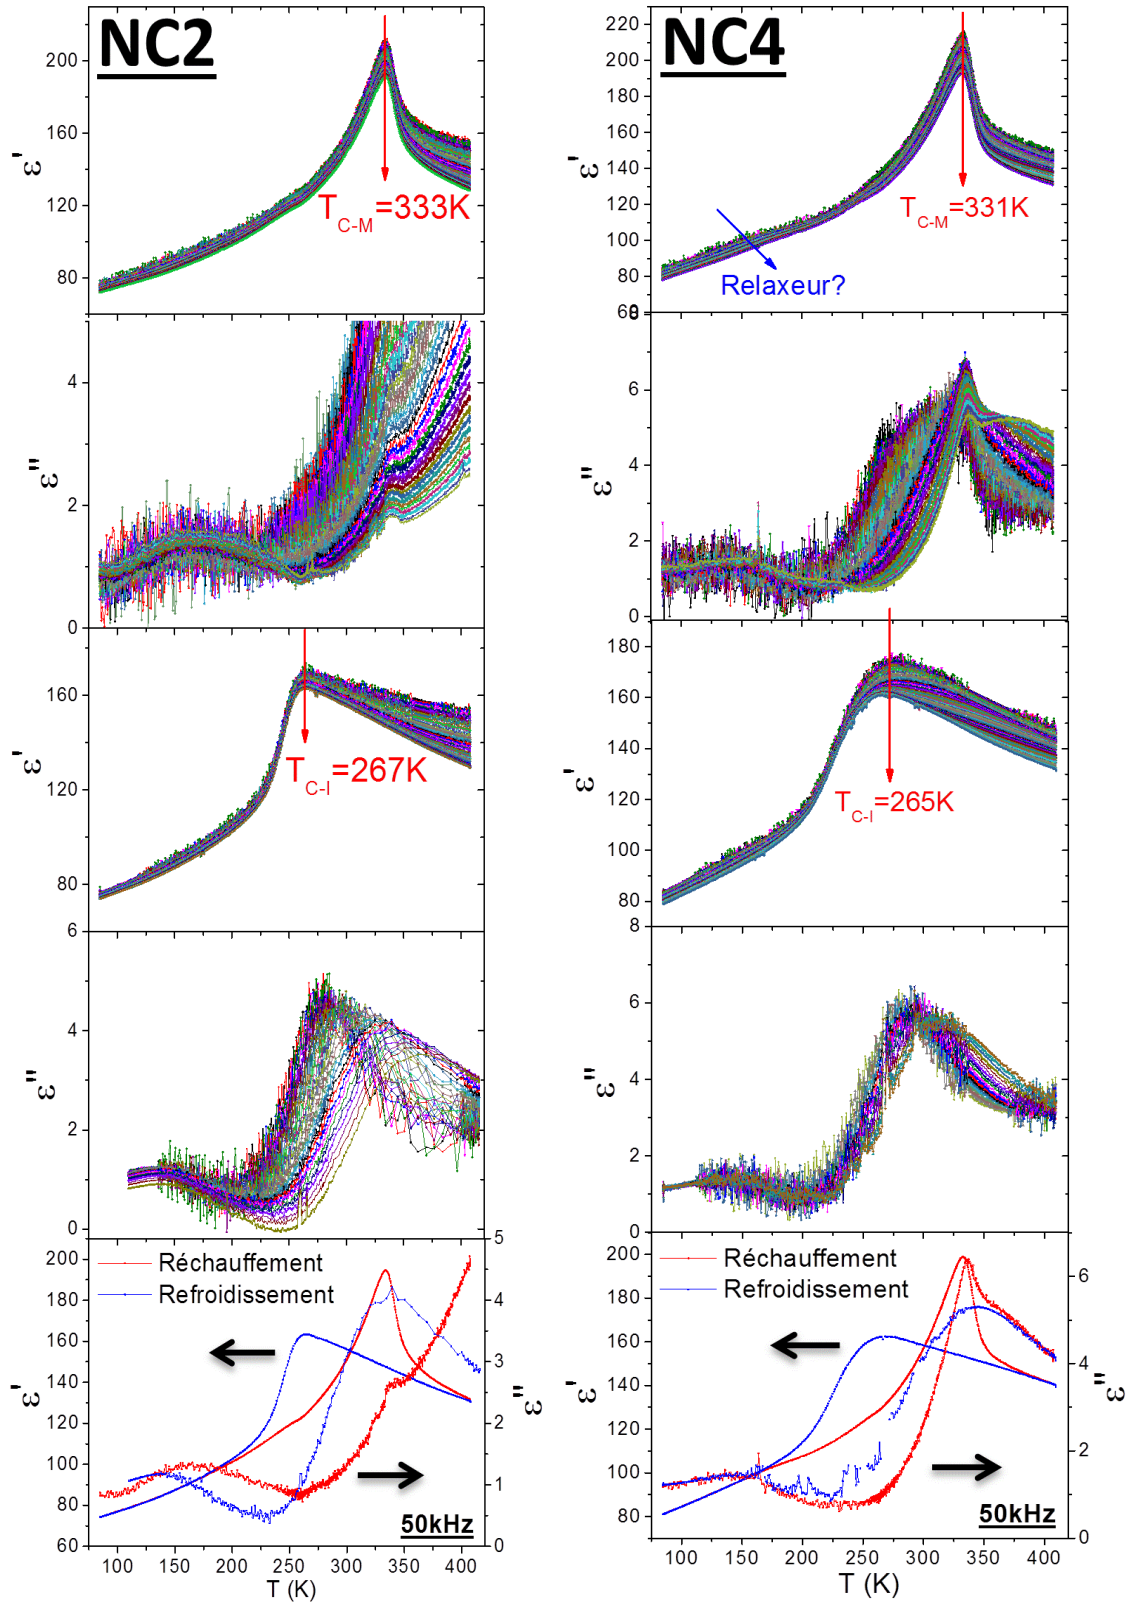 NC2
NC4
200
160
120
80
ε'
T_C-M=333K
220
200
180
160
140
120
100
80
60
ε'
T_C-M=331K
Relaxeur?
4
2
0
ε"
8
6
4
2
0
ε"
160
120
80
6
ε'
T_C-I=267K
180
160
140
120
100
8
ε'
T_C-I=265K
4
2
0
ε"
6
4
2
0
ε"
200
180
160
140
120
100
80
60
ε'
Réchauffement
Refroidissement
50kHz
5
4
3
2
1
0
ε"
100 150 200 250 300 350 400
T (K)
200
180
160
140
120
100
80
ε'
Réchauffement
Refroidissement
50kHz
6
4
2
0
ε"
100 150 200 250 300 350 400
T (K)